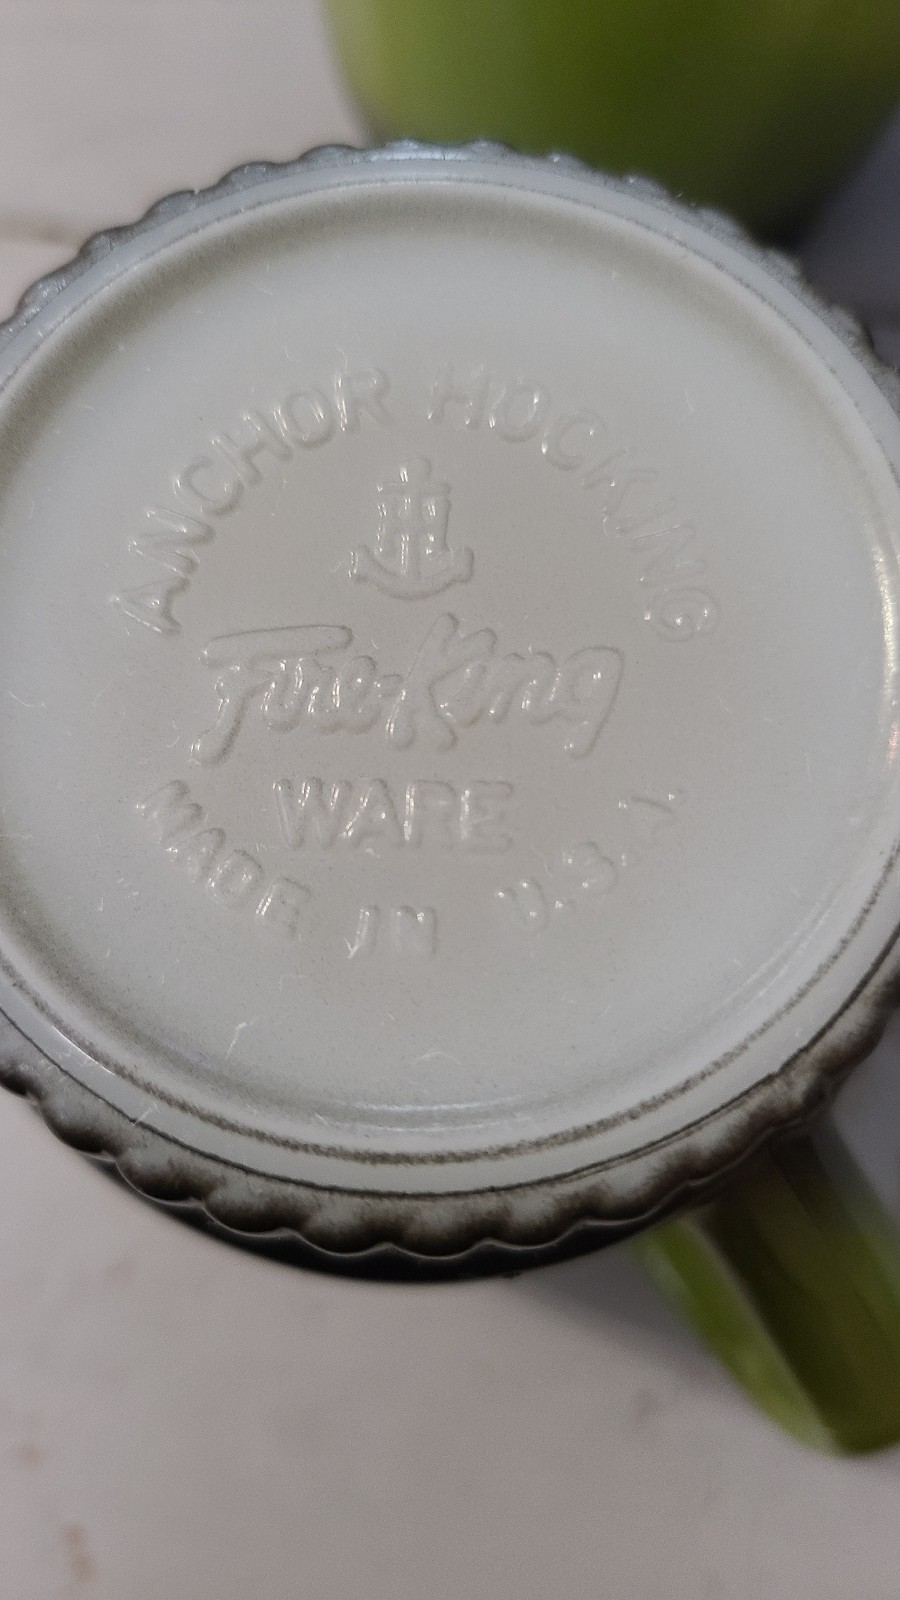 ANCHOR HOCKING
Fire-King
WARE
MADE IN U.S.A.